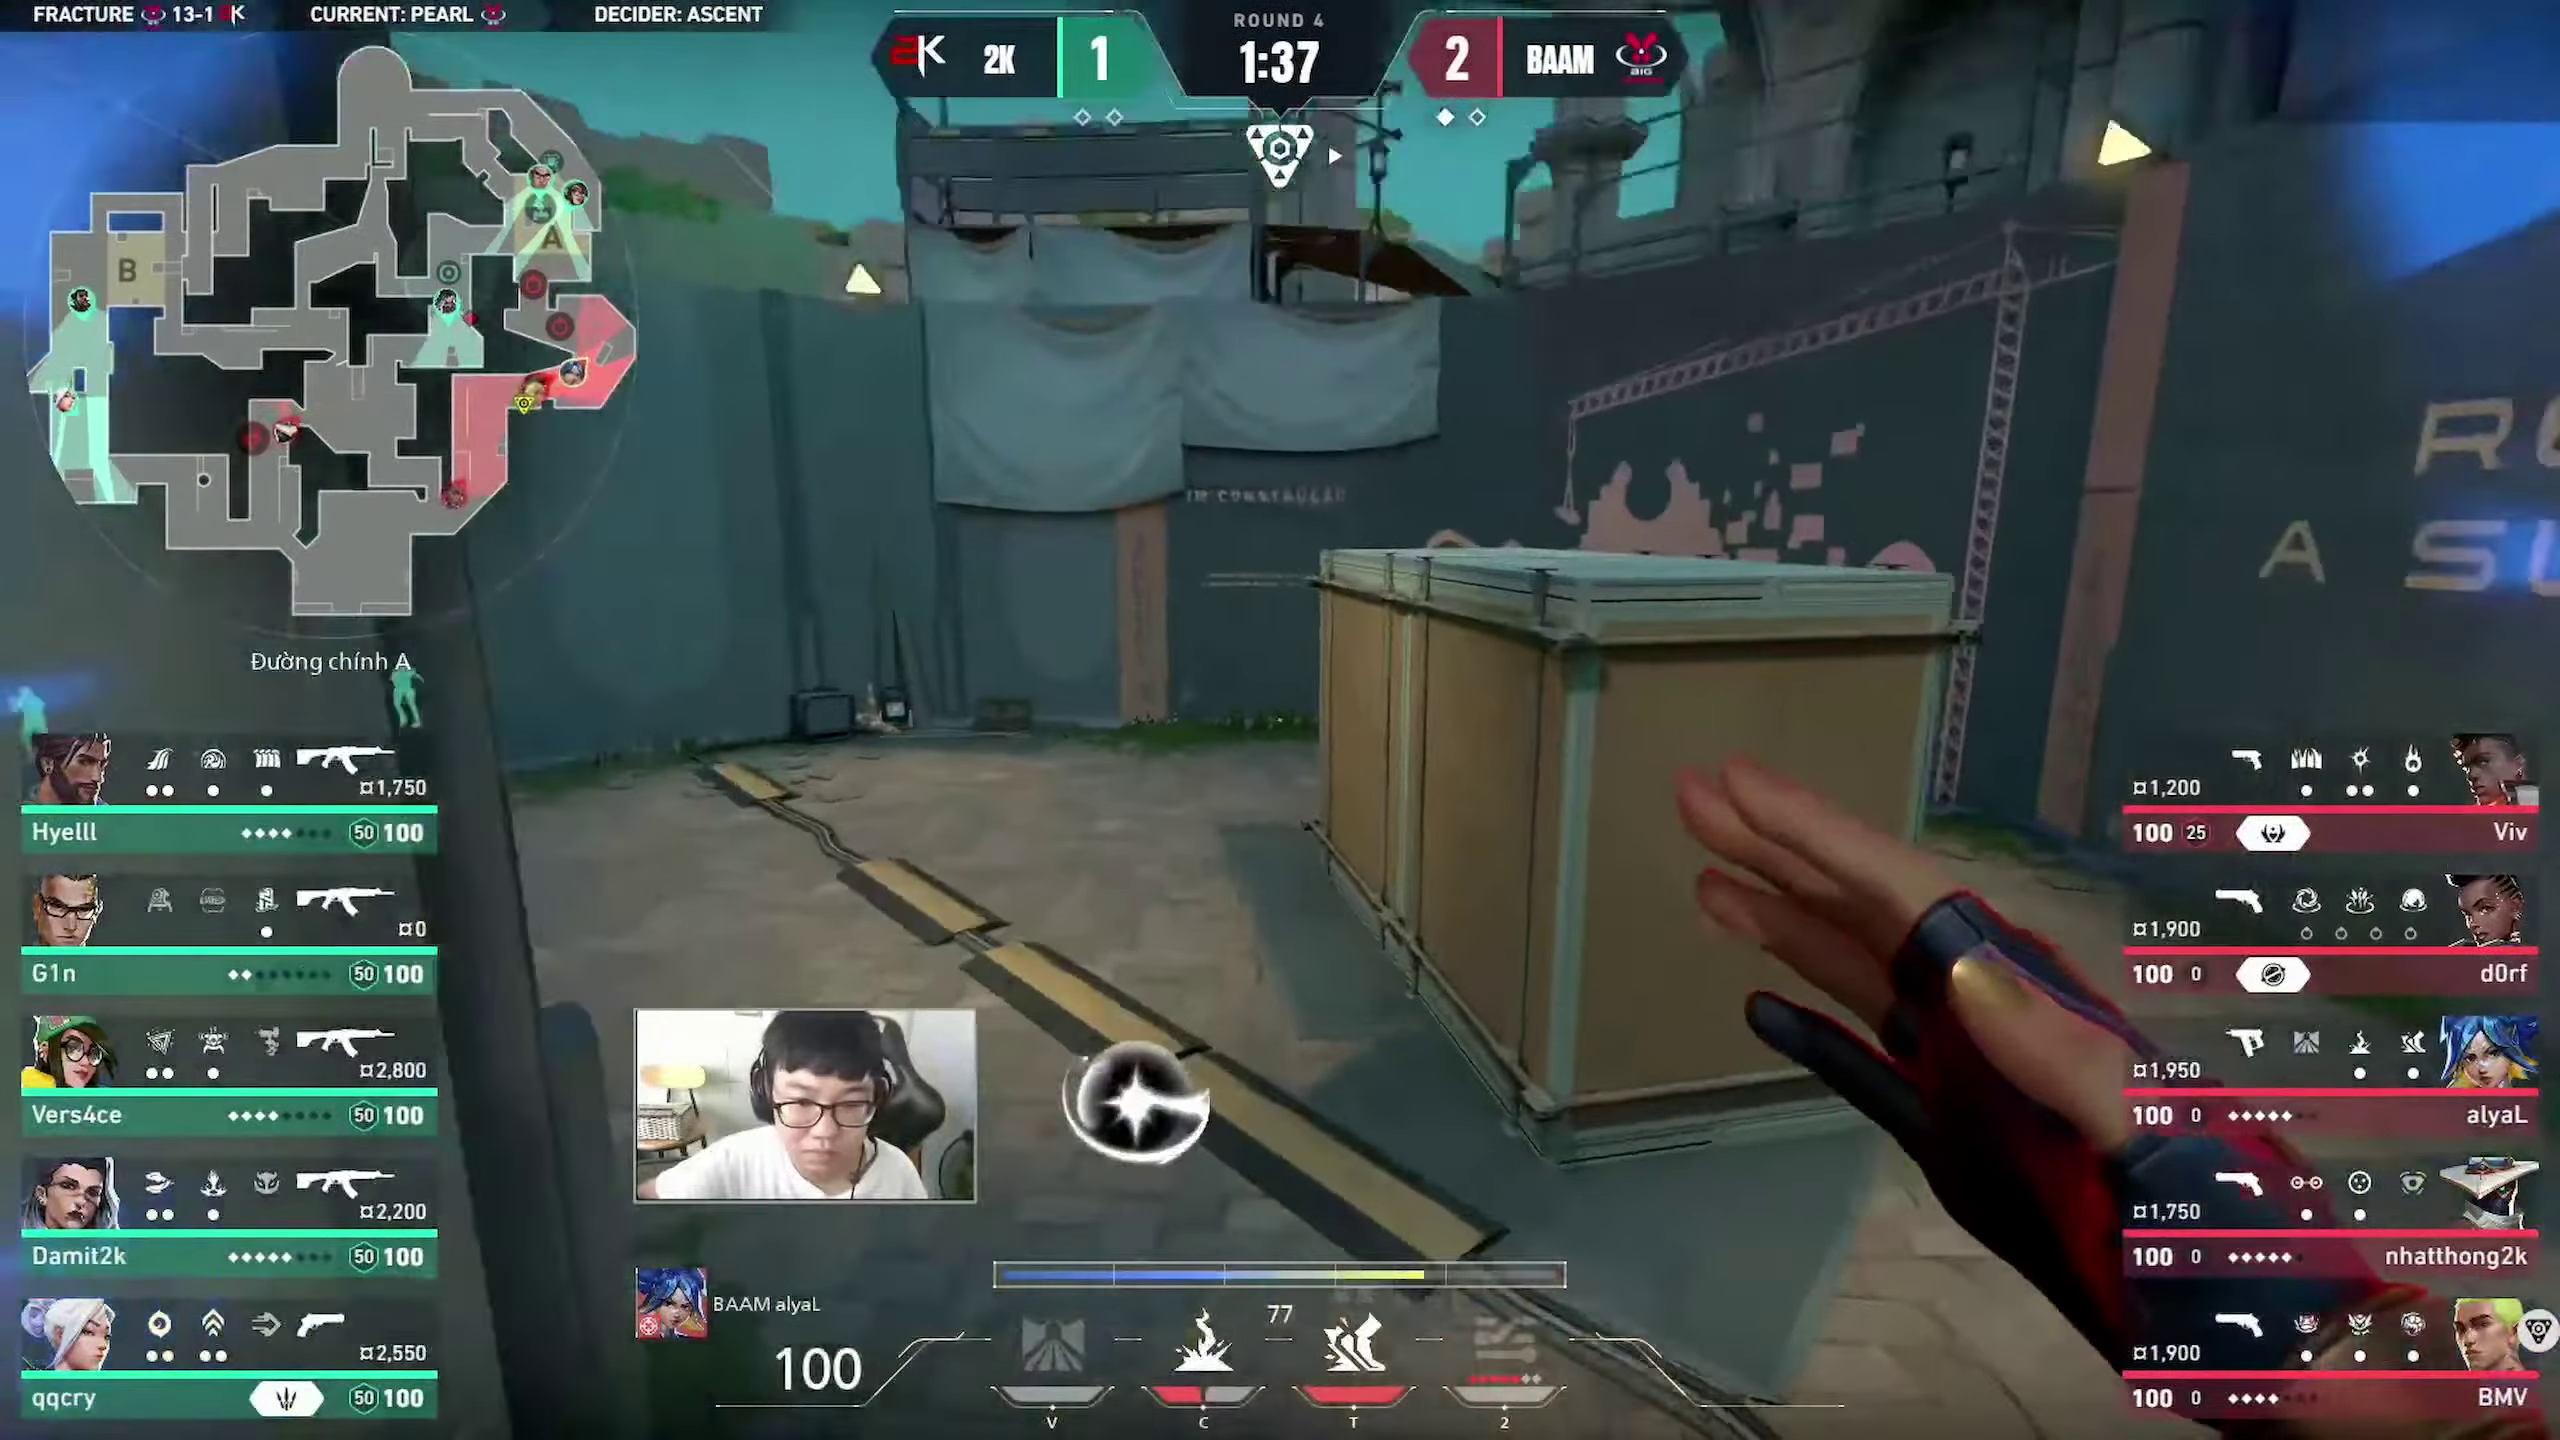 FRACTURE 13-1 2K CURRENT: PEARL DECIDER: ASCENT
ROUND 4
2K 2K 1 1:37 2 BAAM BIG
A
B
Đường chính A
¤1,750
Hyelll 50 100
¤0
G1n 50 100
¤2,800
Vers4ce 50 100
¤2,200
Damit2k 50 100
¤2,550
qqcry 50 100
A
¤1,200
100 25 Viv
¤1,900
100 0 d0rf
¤1,950
100 0 alyaL
¤1,750
100 0 nhatthong2k
¤1,900
100 0 BMV
BAAM alyaL
100
77
V C T 2